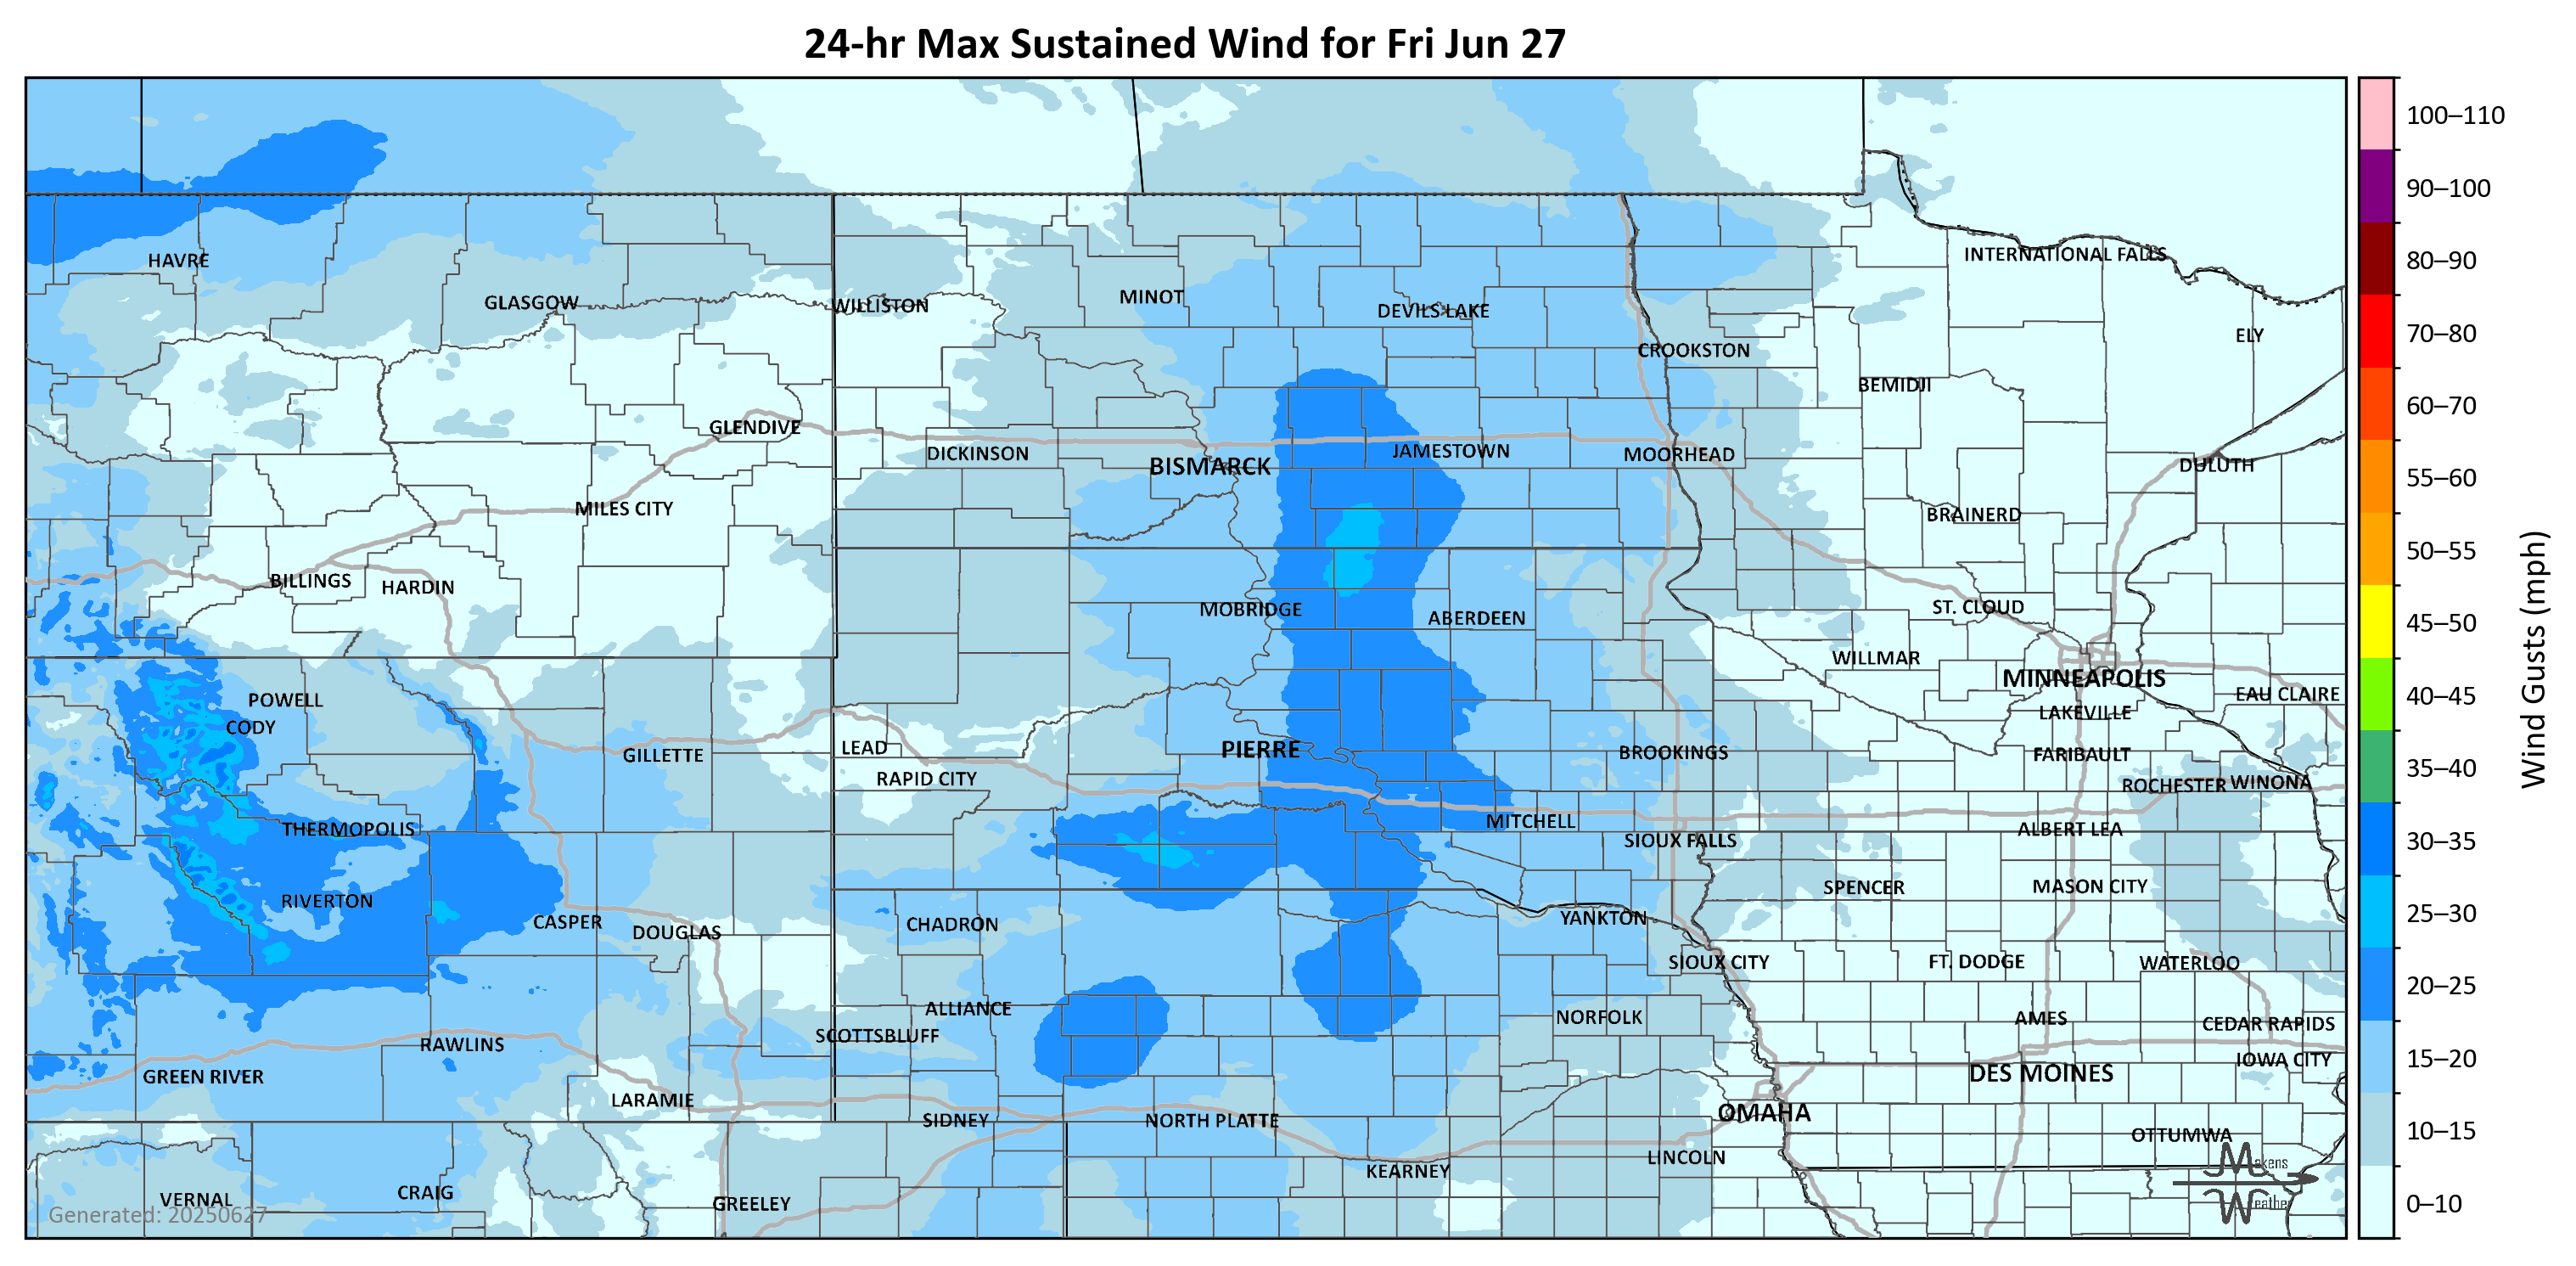 24-hr Max Sustained Wind for Fri Jun 27
100–110
90–100
80–90
70–80
60–70
55–60
50–55
45–50
40–45
35–40
30–35
25–30
20–25
15–20
10–15
0–10
Wind Gusts (mph)
HAVRE
INTERNATIONAL FALLS
GLASGOW
WILLISTON
MINOT
DEVILS LAKE
ELY
CROOKSTON
BEMIDJI
GLENDIVE
DICKINSON
BISMARCK
JAMESTOWN
MOORHEAD
DULUTH
MILES CITY
BRAINERD
BILLINGS
HARDIN
MOBRIDGE
ABERDEEN
ST. CLOUD
WILLMAR
MINNEAPOLIS
POWELL
EAU CLAIRE
CODY
LAKEVILLE
GILLETTE
LEAD
PIERRE
BROOKINGS
FARIBAULT
RAPID CITY
ROCHESTER
WINONA
THERMOPOLIS
MITCHELL
ALBERT LEA
SIOUX FALLS
SPENCER
MASON CITY
RIVERTON
CASPER
DOUGLAS
CHADRON
YANKTON
SIOUX CITY
FT. DODGE
WATERLOO
ALLIANCE
NORFOLK
AMES
CEDAR RAPIDS
SCOTTSBLUFF
RAWLINS
IOWA CITY
GREEN RIVER
DES MOINES
LARAMIE
SIDNEY
NORTH PLATTE
OMAHA
OTTUMWA
LINCOLN
KEARNEY
VERNAL
CRAIG
GREELEY
Makens
Weather
Generated: 20250627